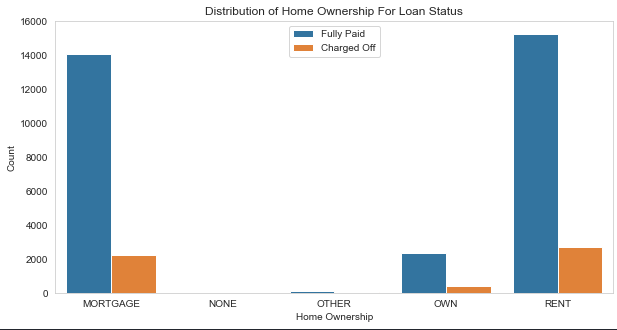 Distribution of Home Ownership For Loan Status
Fully Paid
Charged Off
16000
14000
12000
10000
8000
6000
4000
2000
0
Count
MORTGAGE
NONE
OTHER
OWN
RENT
Home Ownership